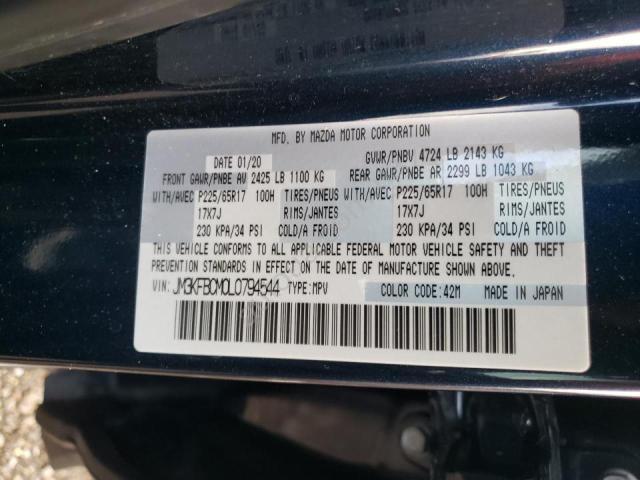 MFD. BY MAZDA MOTOR CORPORATION
DATE 01/20 GVWR/PNBV 4724 LB 2143 KG
FRONT GAWR/PNBE AV 2425 LB 1100 KG REAR GAWR/PNBE AR 2299 LB 1043 KG
WITH/AVEC P225/65R17 100H TIRES/PNEUS WITH/AVEC P225/65R17 100H TIRES/PNEUS
17X7J RIMS/JANTES 17X7J RIMS/JANTES
230 KPA/34 PSI COLD/A FROID 230 KPA/34 PSI COLD/A FROID
THIS VEHICLE CONFORMS TO ALL APPLICABLE FEDERAL MOTOR VEHICLE SAFETY AND THEFT
PREVENTION STANDARDS IN EFFECT ON THE DATE OF MANUFACTURE SHOWN ABOVE.
VIN: JM3KFBCM0L0794544 TYPE: MPV COLOR CODE: 42M MADE IN JAPAN